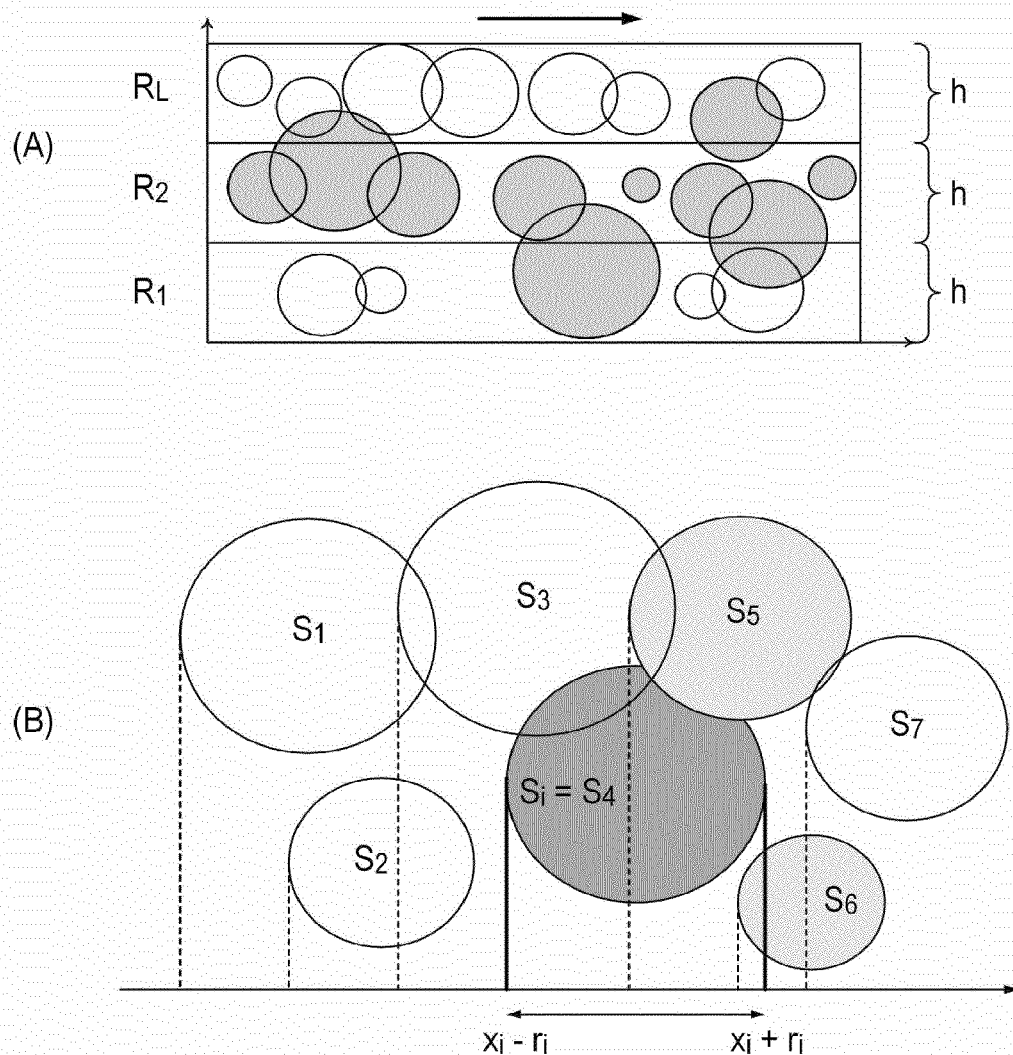 RL
h
(A)
R2
h
R1
h
S3
S1
S5
(B)
S7
Si = S4
S2
S6
xi - ri
xi + ri